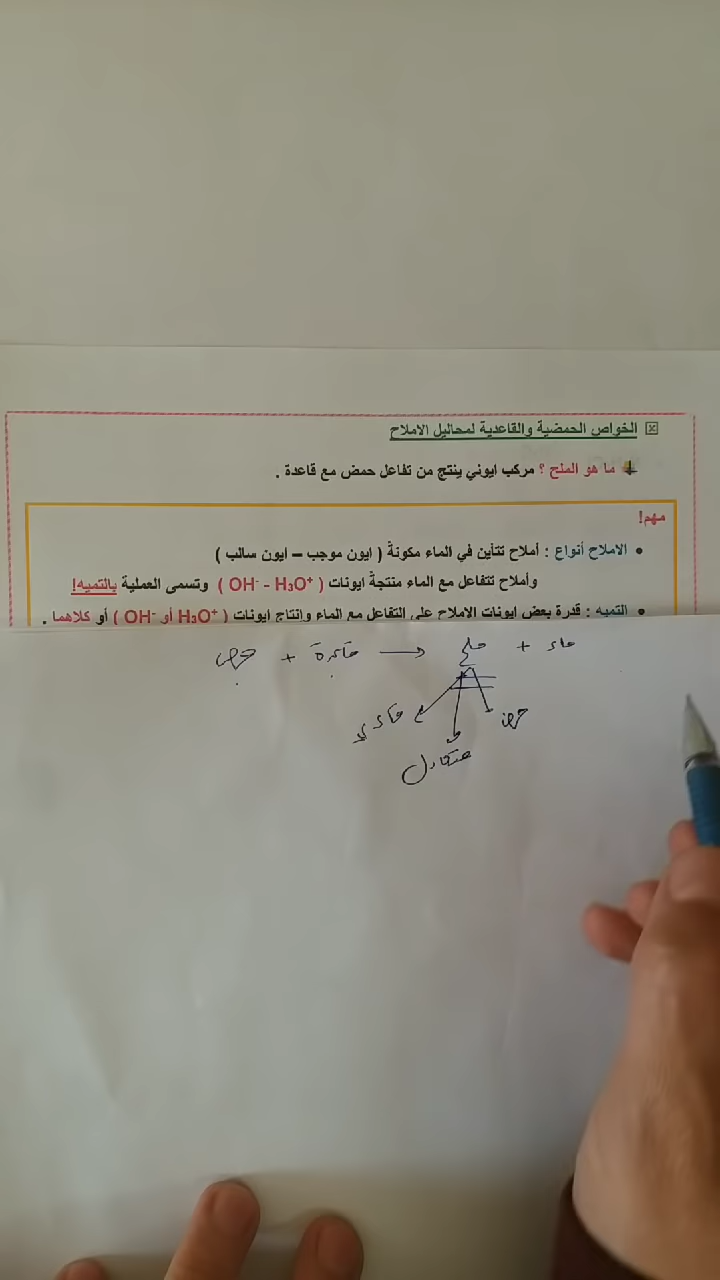 الخواص الحمضية والقاعدية لمحاليل الاملاح
ما هو الملح ؟ مركب ايوني ينتج من تفاعل حمض مع قاعدة .
مهم!
• الاملاح أنواع : أملاح تتأين في الماء مكونةً ( ايون موجب – ايون سالب )
وأملاح تتفاعل مع الماء منتجةً ايونات ( OH⁻ - H₃O⁺ ) وتسمى العملية بالتميه!
• التميه : قدرة بعض ايونات الاملاح على التفاعل مع الماء وإنتاج ايونات ( H₃O⁺ أو OH⁻ ) أو كلاهما .
حمض + قاعدة → ملح + ماء
قاعدي
متعادل
حمضي